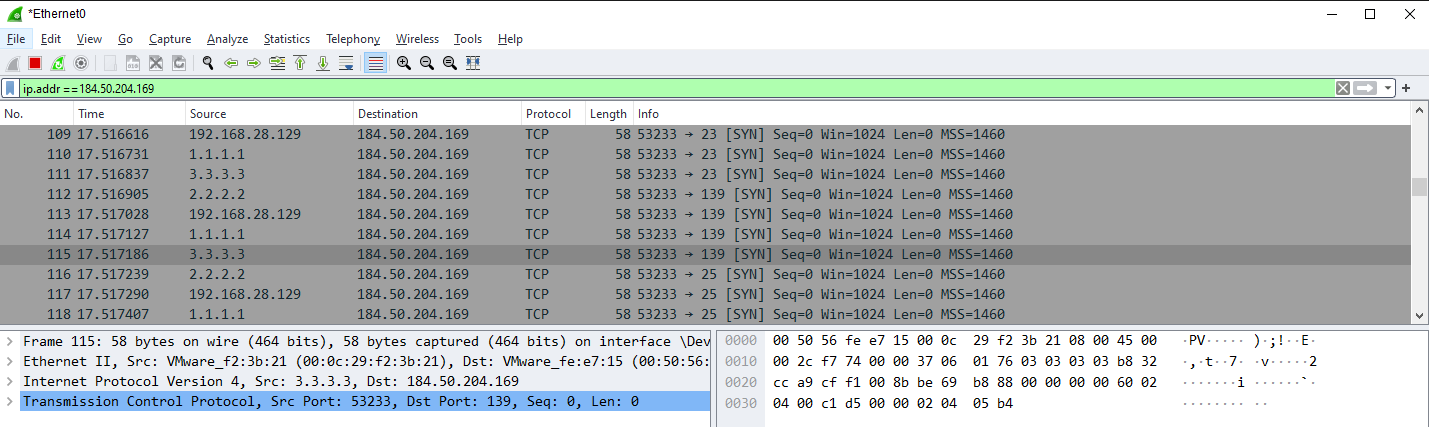 *Ethernet0
File Edit View Go Capture Analyze Statistics Telephony Wireless Tools Help
ip.addr ==184.50.204.169
No. Time Source Destination Protocol Length Info
109 17.516616 192.168.28.129 184.50.204.169 TCP 58 53233 → 23 [SYN] Seq=0 Win=1024 Len=0 MSS=1460
110 17.516731 1.1.1.1 184.50.204.169 TCP 58 53233 → 23 [SYN] Seq=0 Win=1024 Len=0 MSS=1460
111 17.516837 3.3.3.3 184.50.204.169 TCP 58 53233 → 23 [SYN] Seq=0 Win=1024 Len=0 MSS=1460
112 17.516905 2.2.2.2 184.50.204.169 TCP 58 53233 → 139 [SYN] Seq=0 Win=1024 Len=0 MSS=1460
113 17.517028 192.168.28.129 184.50.204.169 TCP 58 53233 → 139 [SYN] Seq=0 Win=1024 Len=0 MSS=1460
114 17.517127 1.1.1.1 184.50.204.169 TCP 58 53233 → 139 [SYN] Seq=0 Win=1024 Len=0 MSS=1460
115 17.517186 3.3.3.3 184.50.204.169 TCP 58 53233 → 139 [SYN] Seq=0 Win=1024 Len=0 MSS=1460
116 17.517239 2.2.2.2 184.50.204.169 TCP 58 53233 → 25 [SYN] Seq=0 Win=1024 Len=0 MSS=1460
117 17.517290 192.168.28.129 184.50.204.169 TCP 58 53233 → 25 [SYN] Seq=0 Win=1024 Len=0 MSS=1460
118 17.517407 1.1.1.1 184.50.204.169 TCP 58 53233 → 25 [SYN] Seq=0 Win=1024 Len=0 MSS=1460
Frame 115: 58 bytes on wire (464 bits), 58 bytes captured (464 bits) on interface \Dev
Ethernet II, Src: VMware_f2:3b:21 (00:0c:29:f2:3b:21), Dst: VMware_fe:e7:15 (00:50:56:
Internet Protocol Version 4, Src: 3.3.3.3, Dst: 184.50.204.169
Transmission Control Protocol, Src Port: 53233, Dst Port: 139, Seq: 0, Len: 0
0000 00 50 56 fe e7 15 00 0c 29 f2 3b 21 08 00 45 00 ·PV····· )·;!··E·
0010 00 2c f7 74 00 00 37 06 01 76 03 03 03 03 b8 32 ·,·t··7· ·v·····2
0020 cc a9 cf f1 00 8b be 69 b8 88 00 00 00 00 60 02 ·······i ······`·
0030 04 00 c1 d5 00 00 02 04 05 b4 ········ ··